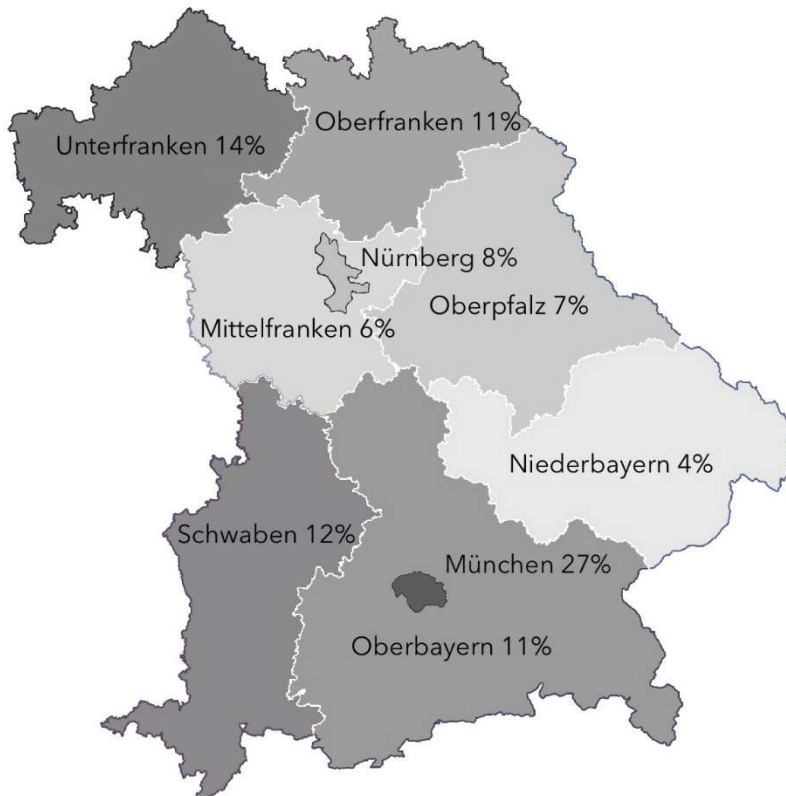 Oberfranken 11%
Unterfranken 14%
Nürnberg 8%
Oberpfalz 7%
Mittelfranken 6%
Niederbayern 4%
Schwaben 12%
München 27%
Oberbayern 11%